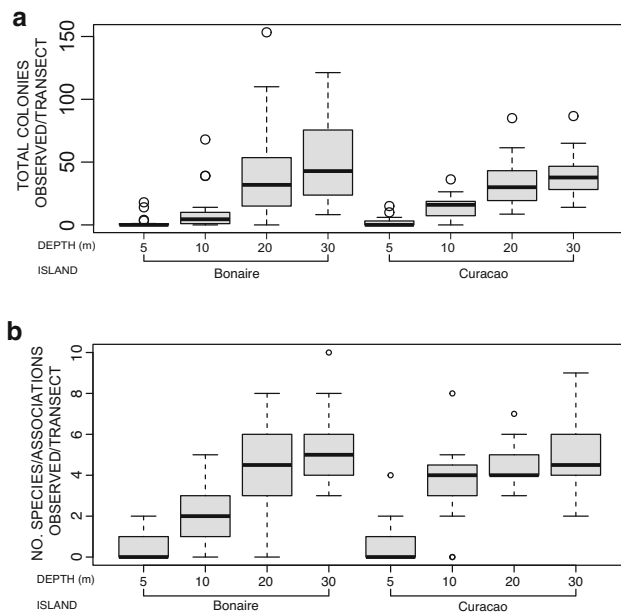 a
TOTAL COLONIES
OBSERVED/TRANSECT
150
100
50
0
DEPTH (m) 5 10 20 30 5 10 20 30
ISLAND Bonaire Curacao
b
NO. SPECIES/ASSOCIATIONS
OBSERVED/TRANSECT
10
8
6
4
2
0
DEPTH (m) 5 10 20 30 5 10 20 30
ISLAND Bonaire Curacao